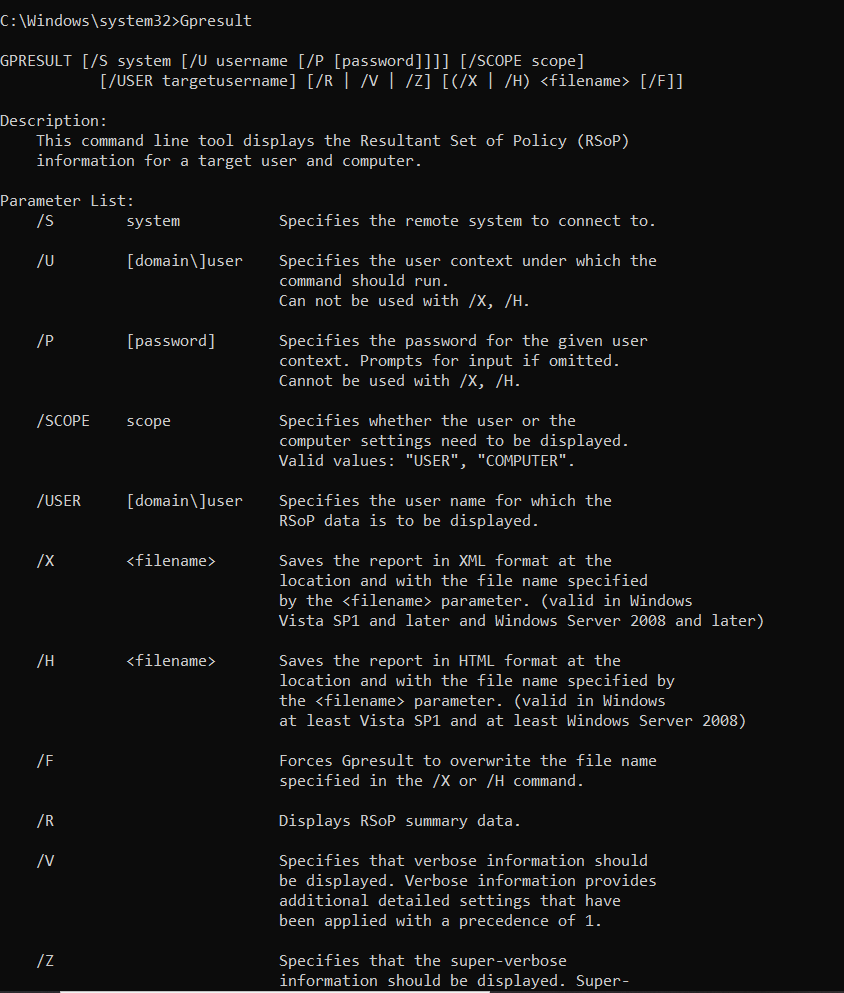 C:\Windows\system32>Gpresult
GPRESULT [/S system [/U username [/P [password]]]] [/SCOPE scope]
[/USER targetusername] [/R | /V | /Z] [(/X | /H) <filename> [/F]]
Description:
This command line tool displays the Resultant Set of Policy (RSoP)
information for a target user and computer.
Parameter List:
/S system Specifies the remote system to connect to.
/U [domain\]user Specifies the user context under which the
command should run.
Can not be used with /X, /H.
/P [password] Specifies the password for the given user
context. Prompts for input if omitted.
Cannot be used with /X, /H.
/SCOPE scope Specifies whether the user or the
computer settings need to be displayed.
Valid values: "USER", "COMPUTER".
/USER [domain\]user Specifies the user name for which the
RSoP data is to be displayed.
/X <filename> Saves the report in XML format at the
location and with the file name specified
by the <filename> parameter. (valid in Windows
Vista SP1 and later and Windows Server 2008 and later)
/H <filename> Saves the report in HTML format at the
location and with the file name specified by
the <filename> parameter. (valid in Windows
at least Vista SP1 and at least Windows Server 2008)
/F Forces Gpresult to overwrite the file name
specified in the /X or /H command.
/R Displays RSoP summary data.
/V Specifies that verbose information should
be displayed. Verbose information provides
additional detailed settings that have
been applied with a precedence of 1.
/Z Specifies that the super-verbose
information should be displayed. Super-